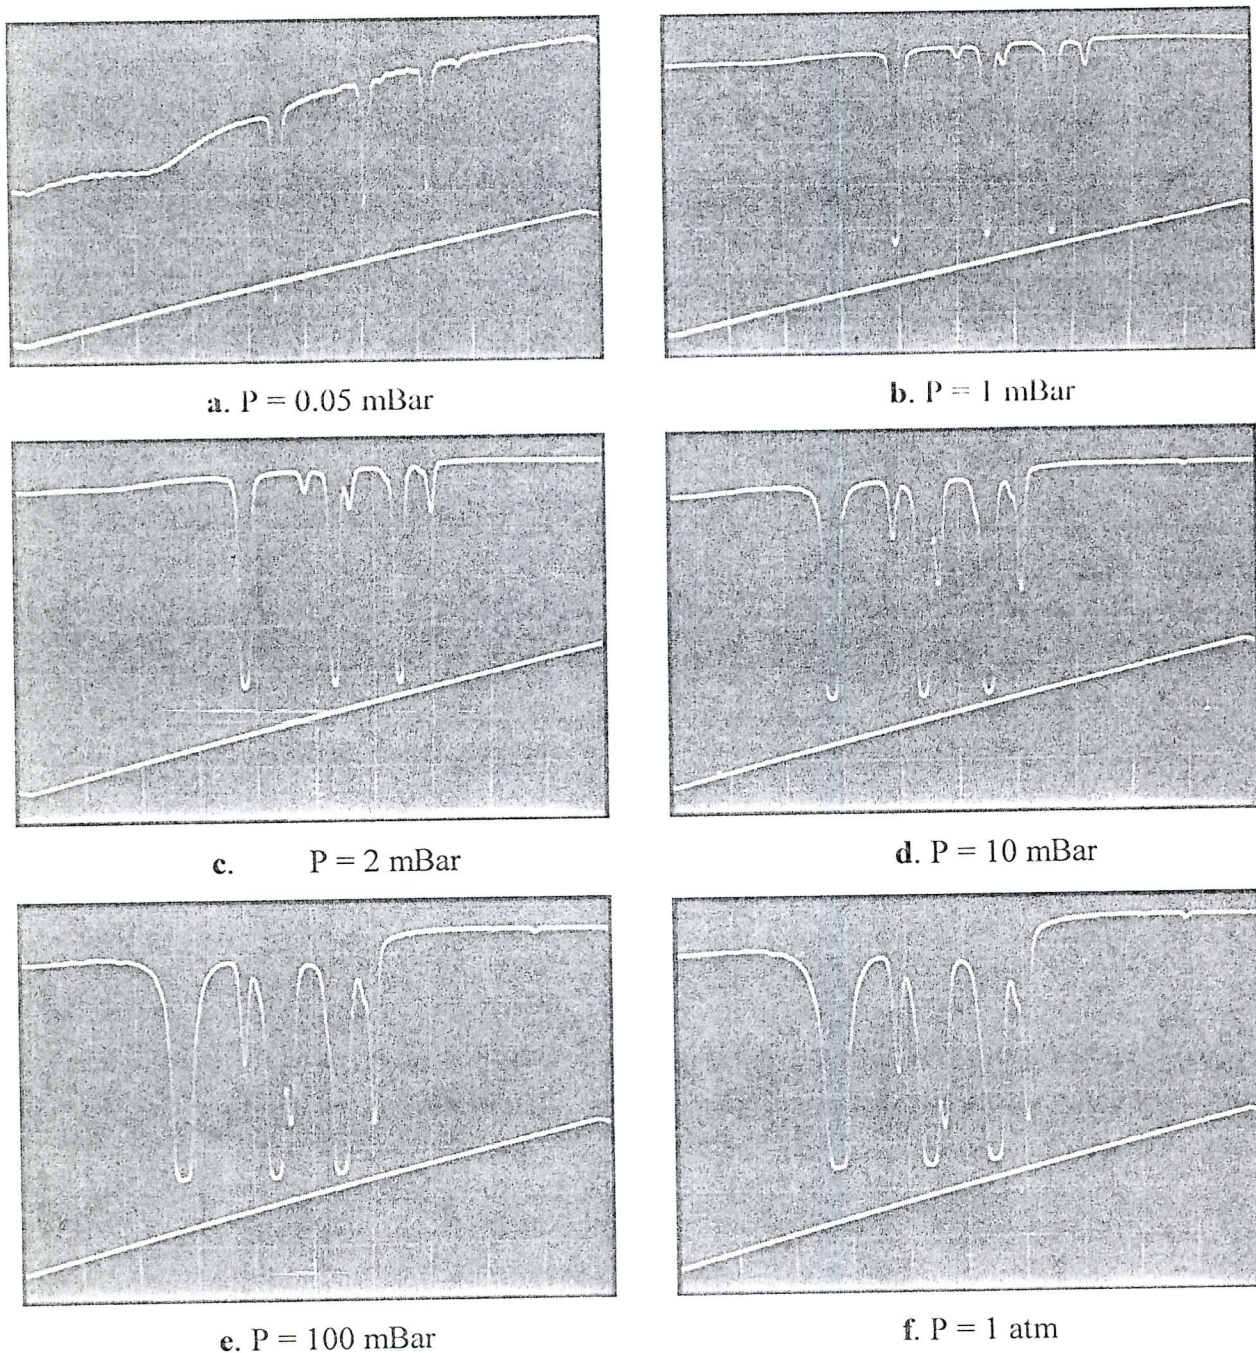 a. P = 0.05 mBar
b. P = 1 mBar
c. P = 2 mBar
d. P = 10 mBar
e. P = 100 mBar
f. P = 1 atm